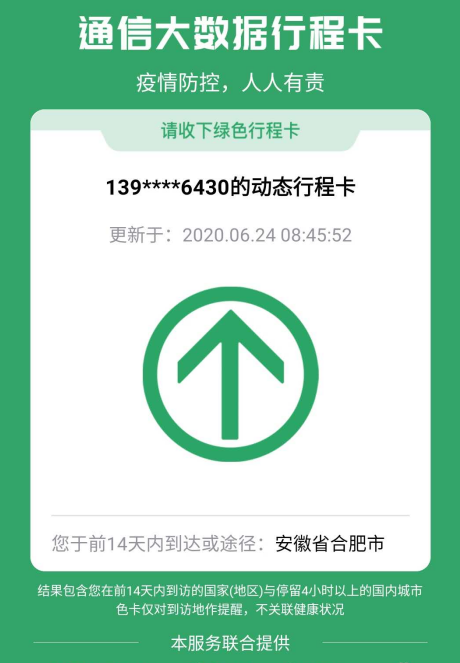 通信大数据行程卡
疫情防控，人人有责
请收下绿色行程卡
139****6430的动态行程卡
更新于：2020.06.24 08:45:52
您于前14天内到达或途径：安徽省合肥市
结果包含您在前14天内到访的国家(地区)与停留4小时以上的国内城市
色卡仅对到访地作提醒，不关联健康状况
本服务联合提供